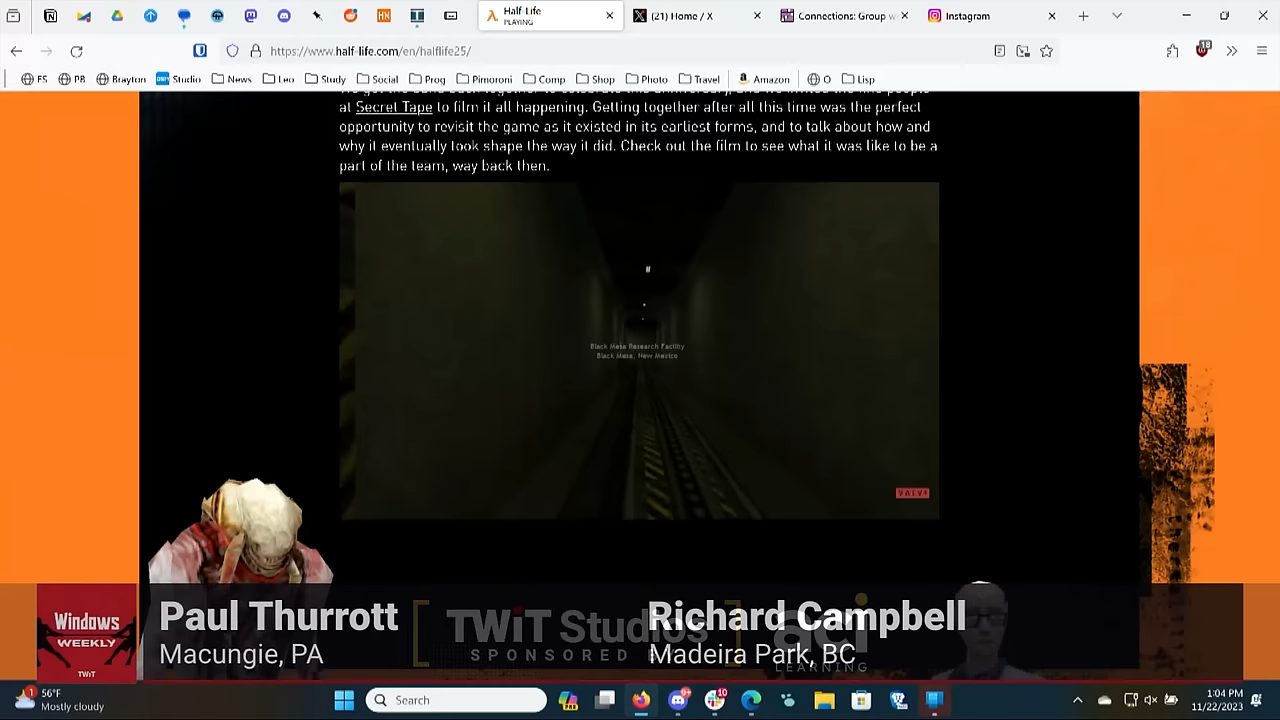 Half-Life
PLAYING
(21) Home / X
Connections: Group w
Instagram
https://www.half-life.com/en/halflife25/
18
FS
PB
Brayton
Studio
News
Leo
Study
Social
Prog
Pimoroni
Comp
Shop
Photo
Travel
Amazon
O
Lisp
at Secret Tape to film it all happening. Getting together after all this time was the perfect
opportunity to revisit the game as it existed in its earliest forms, and to talk about how and
why it eventually took shape the way it did. Check out the film to see what it was like to be a
part of the team, way back then.
Black Mesa Research Facility
Black Mesa, New Mexico
VALVE
Windows
WEEKLY
TWiT
Paul Thurrott
Macungie, PA
TWiT Studios
SPONSORED
Richard Campbell
Madeira Park, BC
aci
LEARNING
1
56°F
Mostly cloudy
Search
10
1:04 PM
11/22/2023